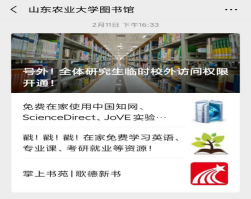 山东农业大学图书馆
2月11日 下午16:33
号外！全体研究生临时校外访问权限
开通！
免费在家使用中国知网、
ScienceDirect、JoVE 实验…
戳！戳！戳！在家免费学习英语、
专业课、考研就业等资源！
掌上书苑 | 歌德新书